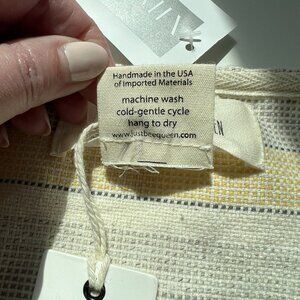 Handmade in the USA
of Imported Materials
machine wash
cold-gentle cycle
hang to dry
www.justbeequeen.com